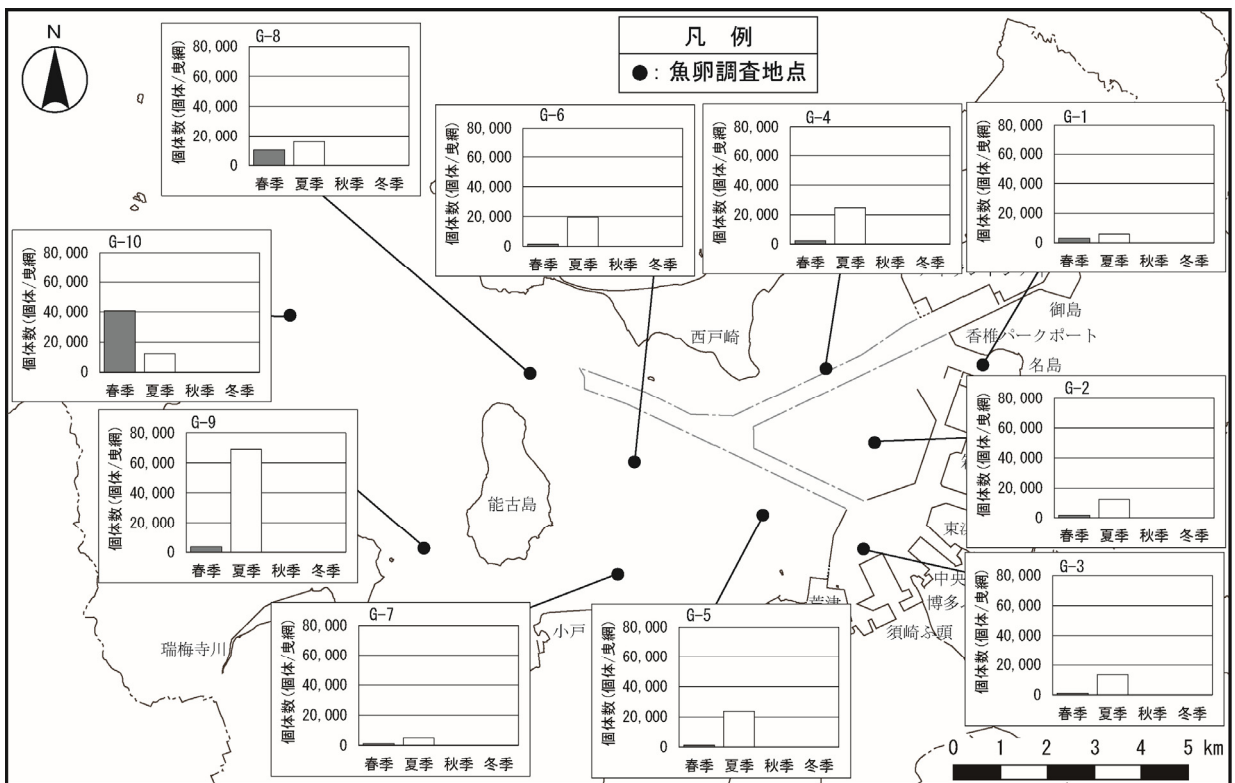 N
凡 例
●：魚卵調査地点
G-8
個体数(個体/曳網)
80,000
60,000
40,000
20,000
0
春季 夏季 秋季 冬季
G-6
個体数(個体/曳網)
80,000
60,000
40,000
20,000
0
春季 夏季 秋季 冬季
G-4
個体数(個体/曳網)
80,000
60,000
40,000
20,000
0
春季 夏季 秋季 冬季
G-1
個体数(個体/曳網)
80,000
60,000
40,000
20,000
0
春季 夏季 秋季 冬季
G-10
個体数(個体/曳網)
80,000
60,000
40,000
20,000
0
春季 夏季 秋季 冬季
西戸崎
御島
香椎パークポート
名島
G-9
個体数(個体/曳網)
80,000
60,000
40,000
20,000
0
春季 夏季 秋季 冬季
能古島
G-2
個体数(個体/曳網)
80,000
60,000
40,000
20,000
0
春季 夏季 秋季 冬季
東
中央
博多
荒津
須崎ふ頭
G-3
個体数(個体/曳網)
80,000
60,000
40,000
20,000
0
春季 夏季 秋季 冬季
瑞梅寺川
G-7
個体数(個体/曳網)
80,000
60,000
40,000
20,000
0
春季 夏季 秋季 冬季
小戸
G-5
個体数(個体/曳網)
80,000
60,000
40,000
20,000
0
春季 夏季 秋季 冬季
0 1 2 3 4 5 km